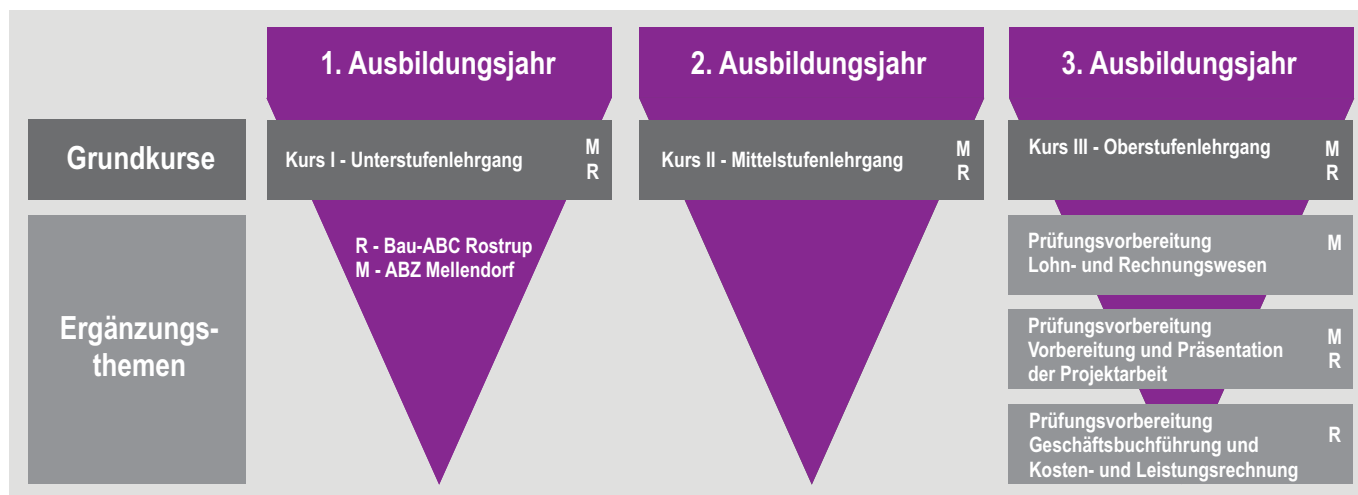 1. Ausbildungsjahr
2. Ausbildungsjahr
3. Ausbildungsjahr
Grundkurse
Kurs I - Unterstufenlehrgang
M
R
Kurs II - Mittelstufenlehrgang
M
R
Kurs III - Oberstufenlehrgang
M
R
Ergänzungs-
themen
R - Bau-ABC Rostrup
M - ABZ Mellendorf
Prüfungsvorbereitung
Lohn- und Rechnungswesen
M
Prüfungsvorbereitung
Vorbereitung und Präsentation
der Projektarbeit
M
R
Prüfungsvorbereitung
Geschäftsbuchführung und
Kosten- und Leistungsrechnung
R